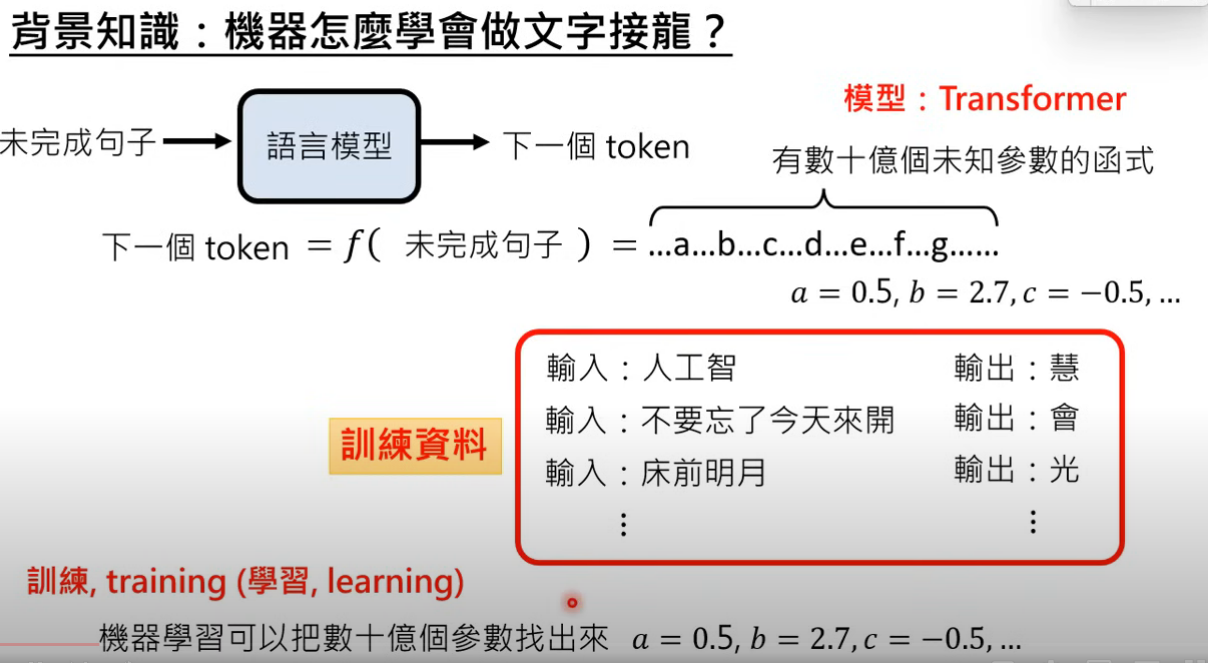 背景知識：機器怎麼學會做文字接龍？
模型：Transformer
未完成句子 語言模型 下一個 token
有數十億個未知參數的函式
下一個 token = f( 未完成句子 ) = ...a...b...c...d...e...f...g......
a = 0.5, b = 2.7, c = −0.5, ...
輸入：人工智 輸出：慧
輸入：不要忘了今天來開 輸出：會
訓練資料
輸入：床前明月 輸出：光
⋮ ⋮
訓練, training (學習, learning)
機器學習可以把數十億個參數找出來 a = 0.5, b = 2.7, c = −0.5, ...